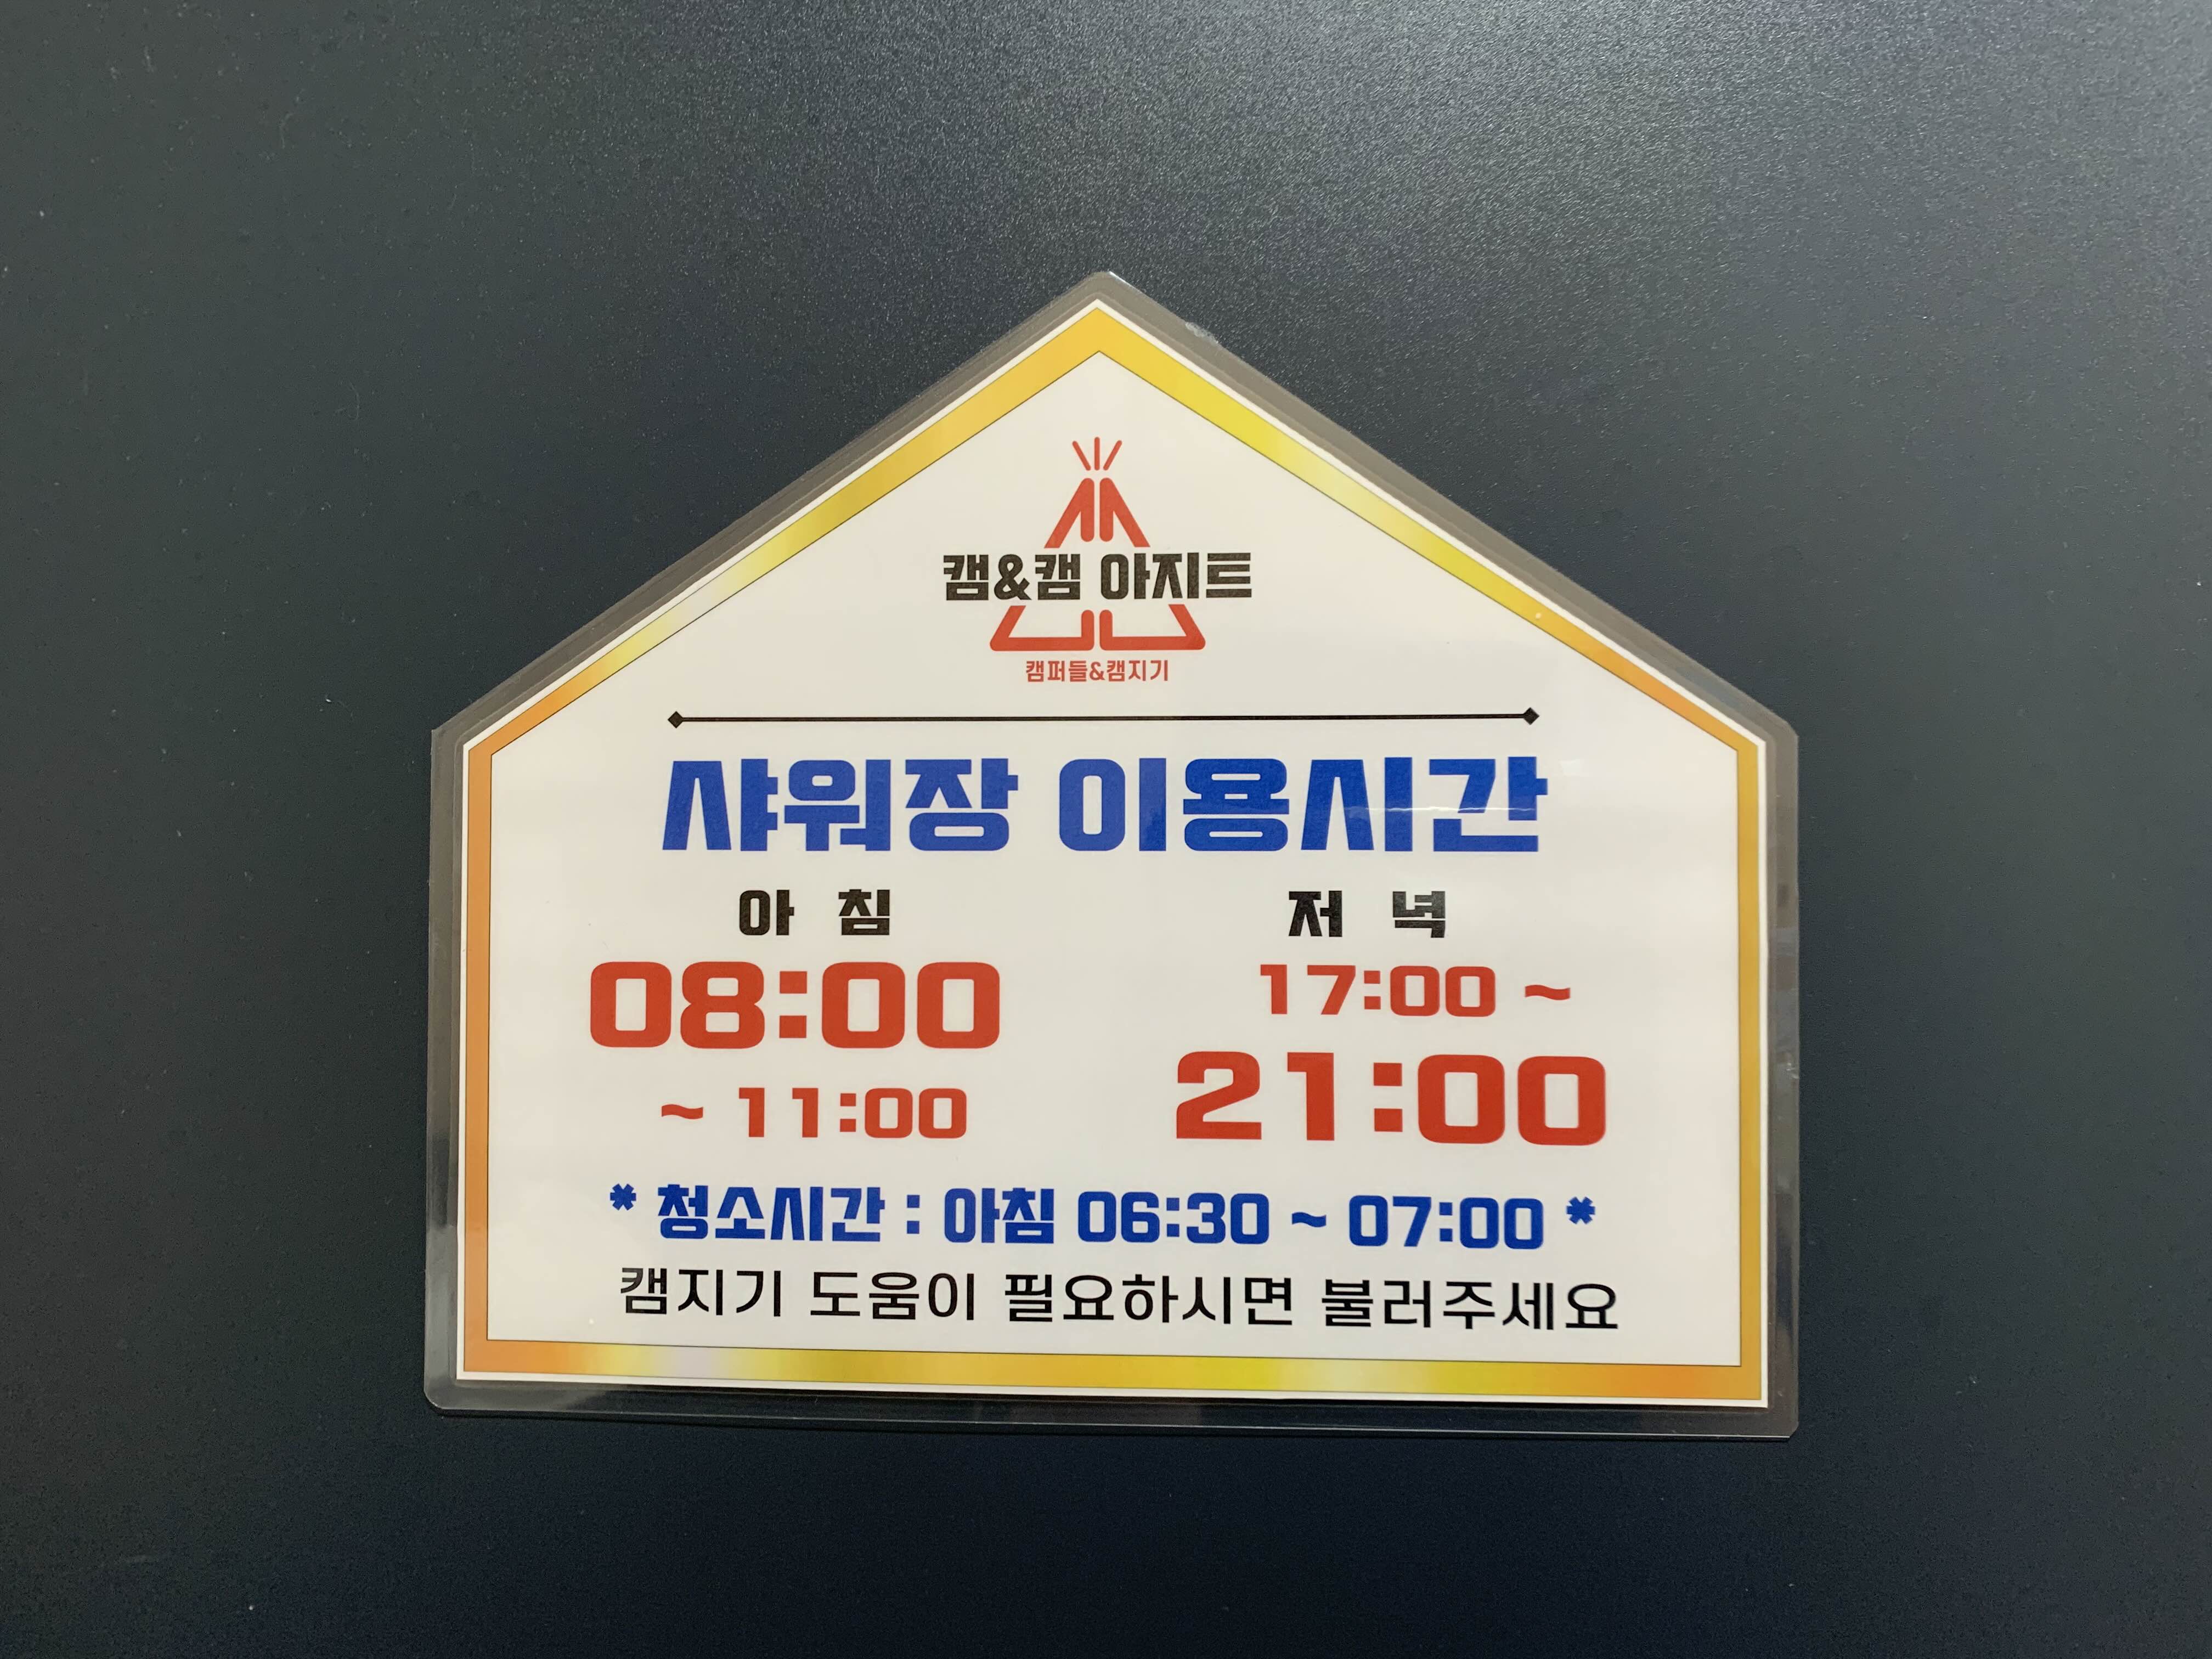 캠&캠 아지트
캠퍼들&캠지기
샤워장 이용시간
아 침
08:00
~ 11:00
저 녁
17:00 ~
21:00
* 청소시간 : 아침 06:30 ~ 07:00 *
캠지기 도움이 필요하시면 불러주세요